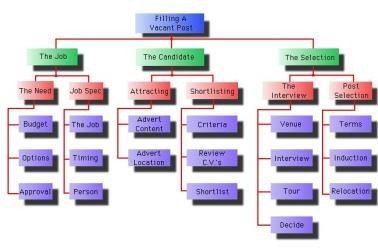 Filling A
Vacant Post
The Job
The Candidate
The Selection
The Need
Job Spec
Attracting
Shortlisting
The
Interview
Post
Selection
Budget
The Job
Advert
Content
Criteria
Venue
Terms
Options
Timing
Advert
Location
Review
C.V.'s
Interview
Induction
Approval
Person
Shortlist
Tour
Relocation
Decide